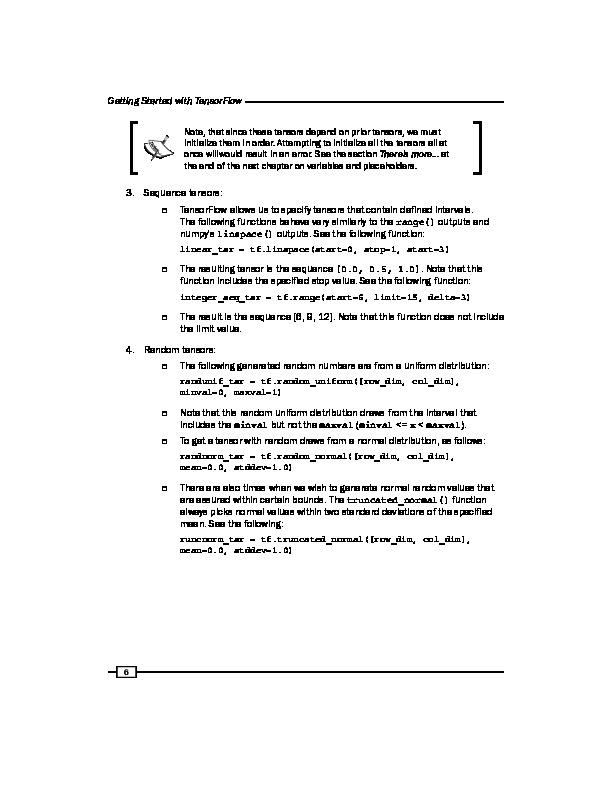 Getting Started with TensorFlow
Note, that since these tensors depend on prior tensors, we must
initialize them in order. Attempting to initialize all the tensors all at
once willwould result in an error. See the section There's more... at
the end of the next chapter on variables and placeholders.
3. Sequence tensors:
TensorFlow allows us to specify tensors that contain defined intervals.
The following functions behave very similarly to the range() outputs and
numpy's linspace() outputs. See the following function:
linear_tsr = tf.linspace(start=0, stop=1, start=3)
The resulting tensor is the sequence [0.0, 0.5, 1.0]. Note that this
function includes the specified stop value. See the following function:
integer_seq_tsr = tf.range(start=6, limit=15, delta=3)
The result is the sequence [6, 9, 12]. Note that this function does not include
the limit value.
4. Random tensors:
The following generated random numbers are from a uniform distribution:
randunif_tsr = tf.random_uniform([row_dim, col_dim],
minval=0, maxval=1)
Note that this random uniform distribution draws from the interval that
includes the minval but not the maxval (minval <= x < maxval).
To get a tensor with random draws from a normal distribution, as follows:
randnorm_tsr = tf.random_normal([row_dim, col_dim],
mean=0.0, stddev=1.0)
There are also times when we wish to generate normal random values that
are assured within certain bounds. The truncated_normal() function
always picks normal values within two standard deviations of the specified
mean. See the following:
runcnorm_tsr = tf.truncated_normal([row_dim, col_dim],
mean=0.0, stddev=1.0)
6